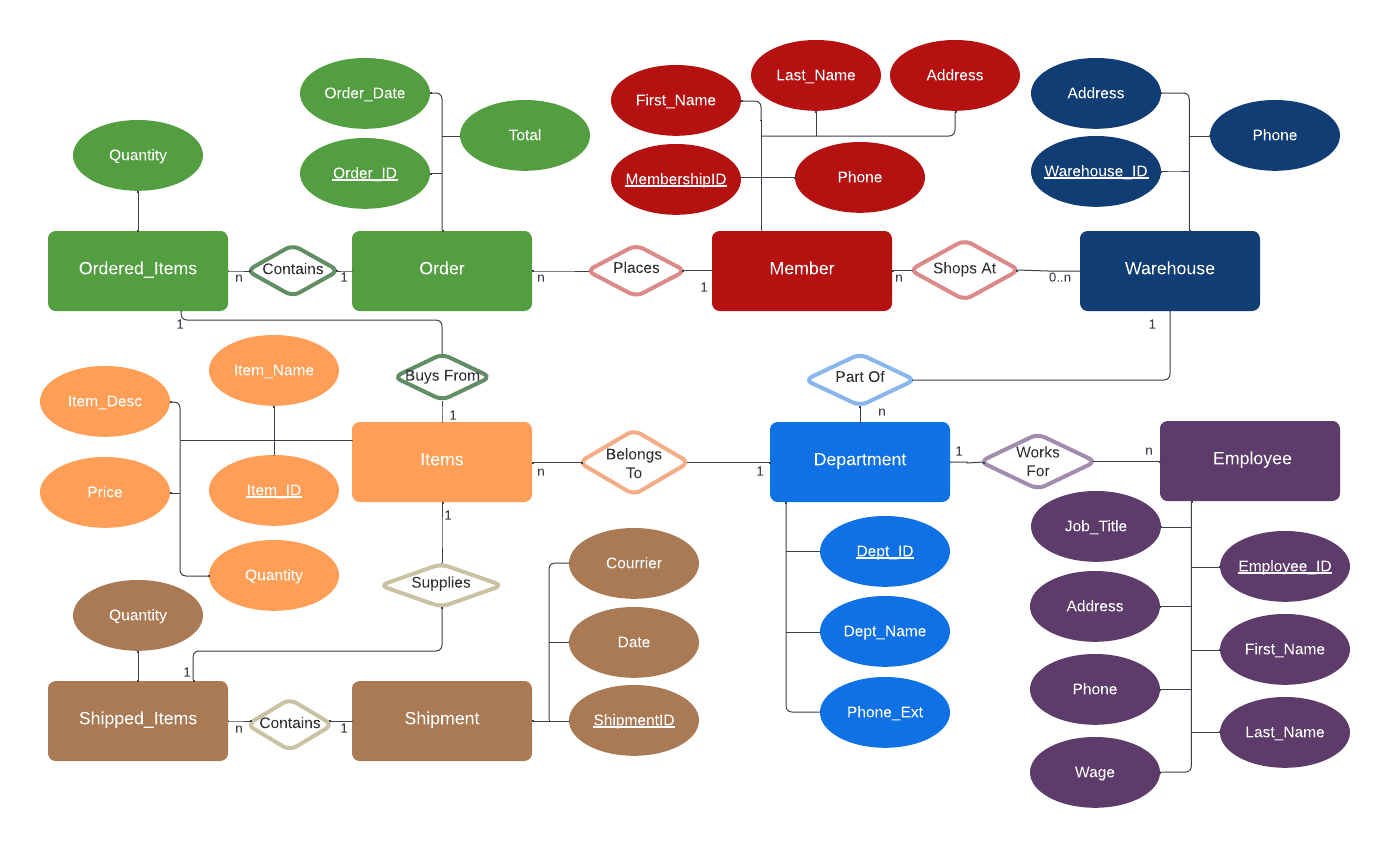 Last_Name
Address
First_Name
Order_Date
Address
Total
Phone
Quantity
Order_ID
MembershipID
Phone
Warehouse_ID
Ordered_Items
n
Contains
1
Order
n
Places
1
Member
n
Shops At
0..n
Warehouse
1
1
Item_Name
Buys From
Part Of
Item_Desc
1
n
Items
n
Belongs
To
1
Department
1
Works
For
n
Employee
Price
Item_ID
1
Job_Title
Dept_ID
Courrier
Employee_ID
Quantity
Supplies
Address
Quantity
Date
Dept_Name
First_Name
1
Phone
Shipped_Items
n
Contains
1
Shipment
ShipmentID
Phone_Ext
Last_Name
Wage